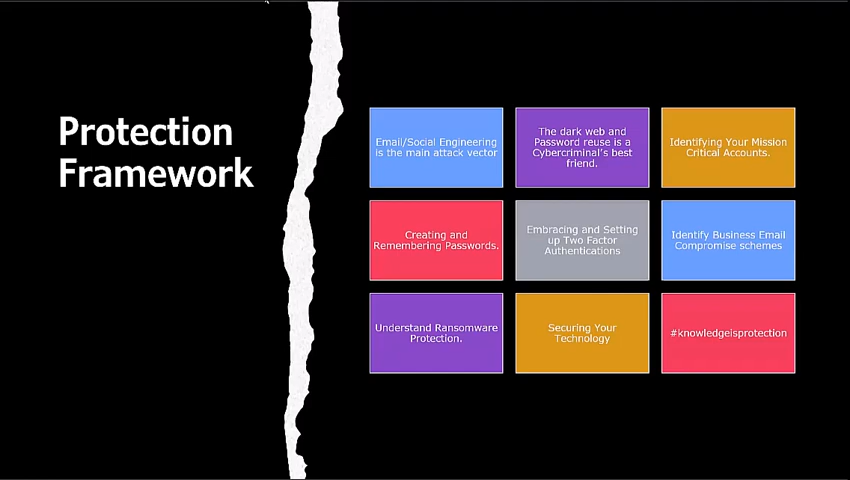 Protection
Framework
Email/Social Engineering
is the main attack vector
The dark web and
Password reuse is a
Cybercriminal's best
friend.
Identifying Your Mission
Critical Accounts.
Creating and
Remembering Passwords.
Embracing and Setting
up Two Factor
Authentications
Identify Business Email
Compromise schemes
Understand Ransomware
Protection.
Securing Your
Technology
#knowledgeisprotection